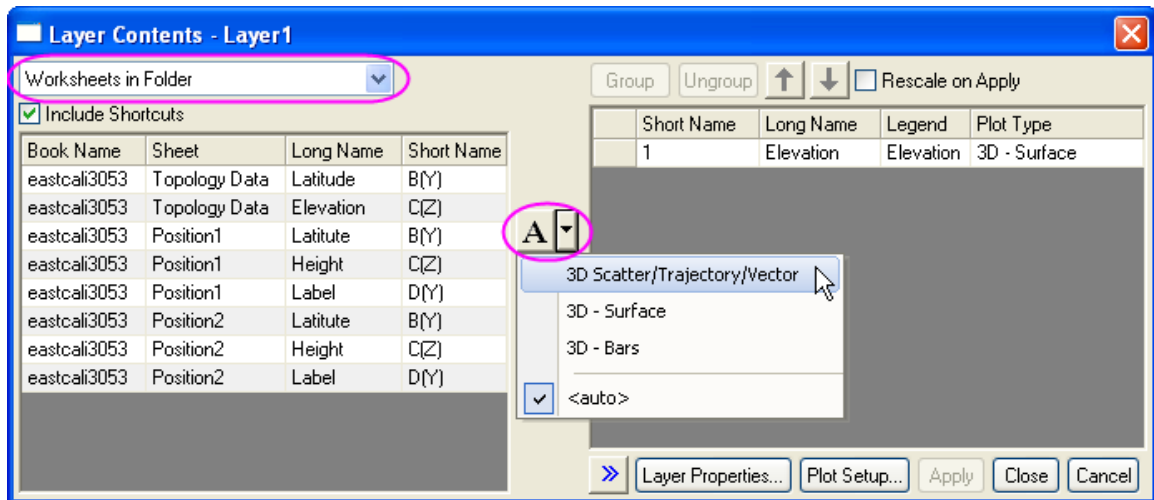 Layer Contents - Layer1
Worksheets in Folder
Include Shortcuts
Book Name Sheet Long Name Short Name
eastcali3053 Topology Data Latitude B(Y)
eastcali3053 Topology Data Elevation C(Z)
eastcali3053 Position1 Latitute B(Y)
eastcali3053 Position1 Height C(Z)
eastcali3053 Position1 Label D(Y)
eastcali3053 Position2 Latitute B(Y)
eastcali3053 Position2 Height C(Z)
eastcali3053 Position2 Label D(Y)
A
3D Scatter/Trajectory/Vector
3D - Surface
3D - Bars
<auto>
Group Ungroup Rescale on Apply
Short Name Long Name Legend Plot Type
1 Elevation Elevation 3D - Surface
Layer Properties... Plot Setup... Apply Close Cancel